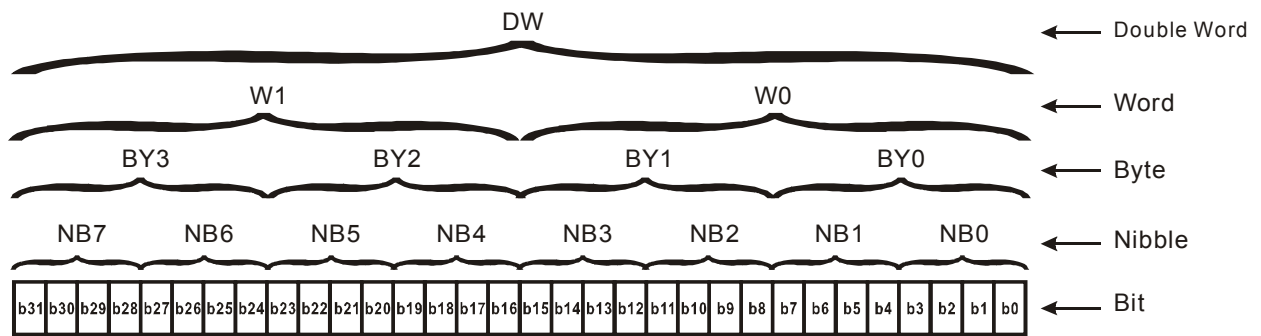 DW Double Word
W1 W0 Word
BY3 BY2 BY1 BY0 Byte
NB7 NB6 NB5 NB4 NB3 NB2 NB1 NB0 Nibble
b31 b30 b29 b28 b27 b26 b25 b24 b23 b22 b21 b20 b19 b18 b17 b16 b15 b14 b13 b12 b11 b10 b9 b8 b7 b6 b5 b4 b3 b2 b1 b0 Bit